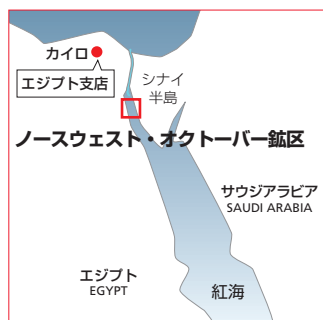 カイロ
エジプト支店
シナイ
半島
ノースウェスト・オクトーバー鉱区
サウジアラビア
SAUDI ARABIA
エジプト
EGYPT
紅海